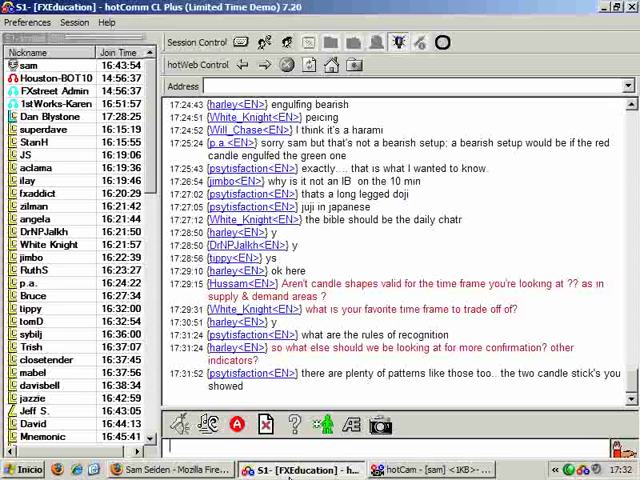 S1- [FXEducation] - hotComm CL Plus (Limited Time Demo) 7.20
Preferences Session Help
Nickname Join Time
sam 16:43:54
Houston-BOT10 14:56:37
FXstreet Admin 14:56:37
1stWorks-Karen 16:51:57
Dan Blystone 17:28:25
superdave 16:15:19
StanH 16:15:55
JS 16:19:06
aclama 16:19:36
ilay 16:19:36
fxaddict 16:20:29
zilman 16:21:42
angela 16:21:44
DrNPJalkh 16:21:44
White Knight 16:21:44
jimbo 16:22:39
RuthS 16:23:36
p.a. 16:24:22
Bruce 16:27:14
tippy 16:32:00
tomD 16:32:54
sybilj 16:36:35
Trish 16:37:07
closetender 16:37:45
mabel 16:37:56
davisbell 16:38:24
jazzie 16:42:41
Jeff S. 16:43:05
David 16:44:13
Mnemonic 16:45:41
Session Control
hotWeb Control
Address
17:24:43 {harley<EN>} engulfing bearish
17:24:51 {White_Knight<EN>} peicing
17:24:52 {Will_Chase<EN>} I think it's a harami
17:25:24 {p.a.<EN>} sorry sam but that's not a bearish setup: a bearish setup would be if the red
candle engulfed the green one
17:25:43 {psytisfaction<EN>} exactly.... that is what I wanted to know.
17:26:54 {jimbo<EN>} why is it not an IB on the 10 min
17:27:02 {psytisfaction<EN>} thats a long legged doji
17:27:05 {psytisfaction<EN>} juji in japanese
17:27:12 {White_Knight<EN>} the bible should be the daily chatr
17:28:50 {harley<EN>} y
17:28:50 {DrNPJalkh<EN>} y
17:28:56 {tippy<EN>} ys
17:29:10 {harley<EN>} ok here
17:29:15 {Hussam<EN>} Aren't candle shapes valid for the time frame you're looking at ?? as in
supply & demand areas ?
17:29:31 {White_Knight<EN>} what is your favorite time frame to trade off of?
17:30:51 {harley<EN>} y
17:31:24 {psytisfaction<EN>} what are the rules of recognition
17:31:24 {harley<EN>} so what else should we be looking at for more confirmation? other
indicators?
17:31:52 {psytisfaction<EN>} there are plenty of patterns like those too...the two candle stick's you
showed
Inicio
Sam Seiden - Mozilla Fire...
S1- [FXEducation] - h...
hotCam - [sam] <1KB>- ...
17:32